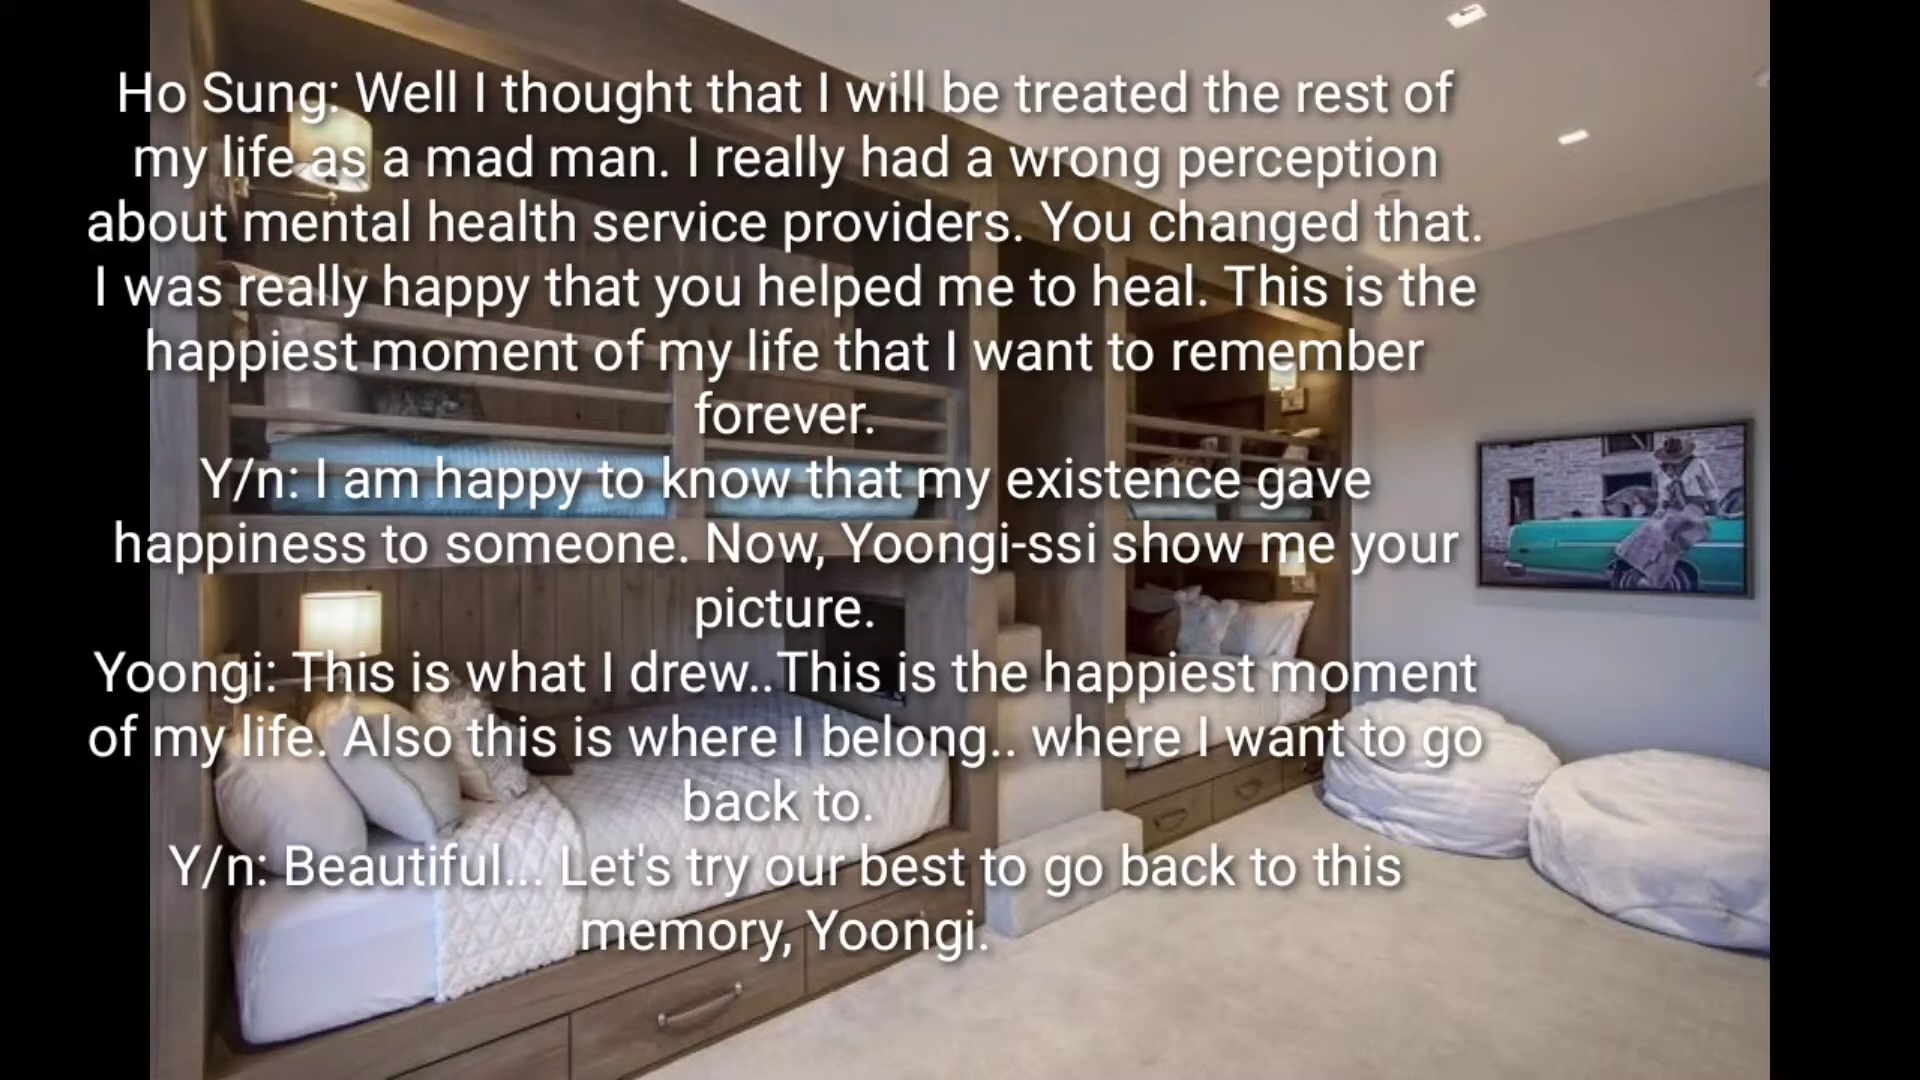 Ho Sung: Well I thought that I will be treated the rest of
my life as a mad man. I really had a wrong perception
about mental health service providers. You changed that.
I was really happy that you helped me to heal. This is the
happiest moment of my life that I want to remember
forever.
Y/n: I am happy to know that my existence gave
happiness to someone. Now, Yoongi-ssi show me your
picture.
Yoongi: This is what I drew..This is the happiest moment
of my life. Also this is where I belong.. where I want to go
back to.
Y/n: Beautiful... Let's try our best to go back to this
memory, Yoongi.